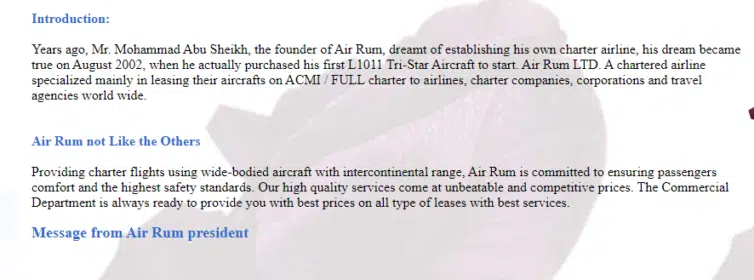 Introduction:
Years ago, Mr. Mohammad Abu Sheikh, the founder of Air Rum, dreamt of establishing his own charter airline, his dream became
true on August 2002, when he actually purchased his first L1011 Tri-Star Aircraft to start. Air Rum LTD. A chartered airline
specialized mainly in leasing their aircrafts on ACMI / FULL charter to airlines, charter companies, corporations and travel
agencies world wide.
Air Rum not Like the Others
Providing charter flights using wide-bodied aircraft with intercontinental range, Air Rum is committed to ensuring passengers
comfort and the highest safety standards. Our high quality services come at unbeatable and competitive prices. The Commercial
Department is always ready to provide you with best prices on all type of leases with best services.
Message from Air Rum president